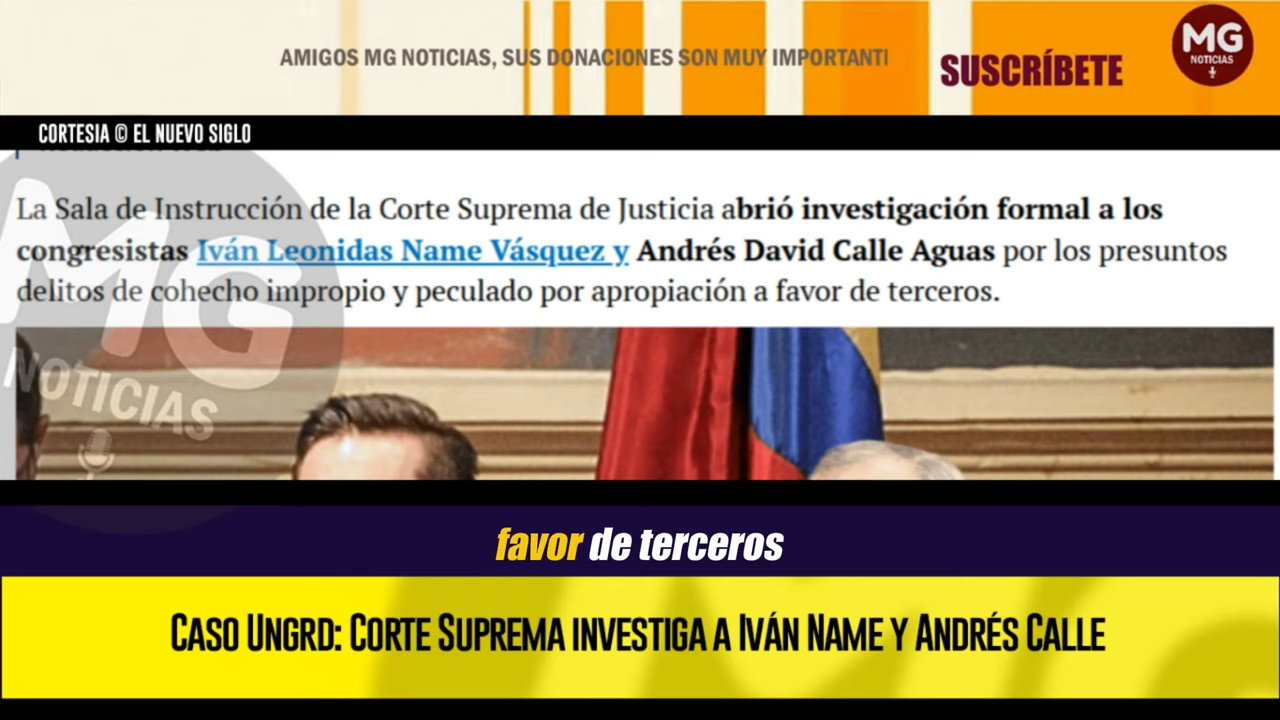 AMIGOS MG NOTICIAS, SUS DONACIONES SON MUY IMPORTANTI
SUSCRÍBETE
MG
NOTICIAS
CORTESIA © EL NUEVO SIGLO
La Sala de Instrucción de la Corte Suprema de Justicia abrió investigación formal a los
congresistas Iván Leonidas Name Vásquez y Andrés David Calle Aguas por los presuntos
delitos de cohecho impropio y peculado por apropiación a favor de terceros.
MG
NOTICIAS
favor de terceros
CASO UNGRD: CORTE SUPREMA INVESTIGA A IVÁN NAME Y ANDRÉS CALLE